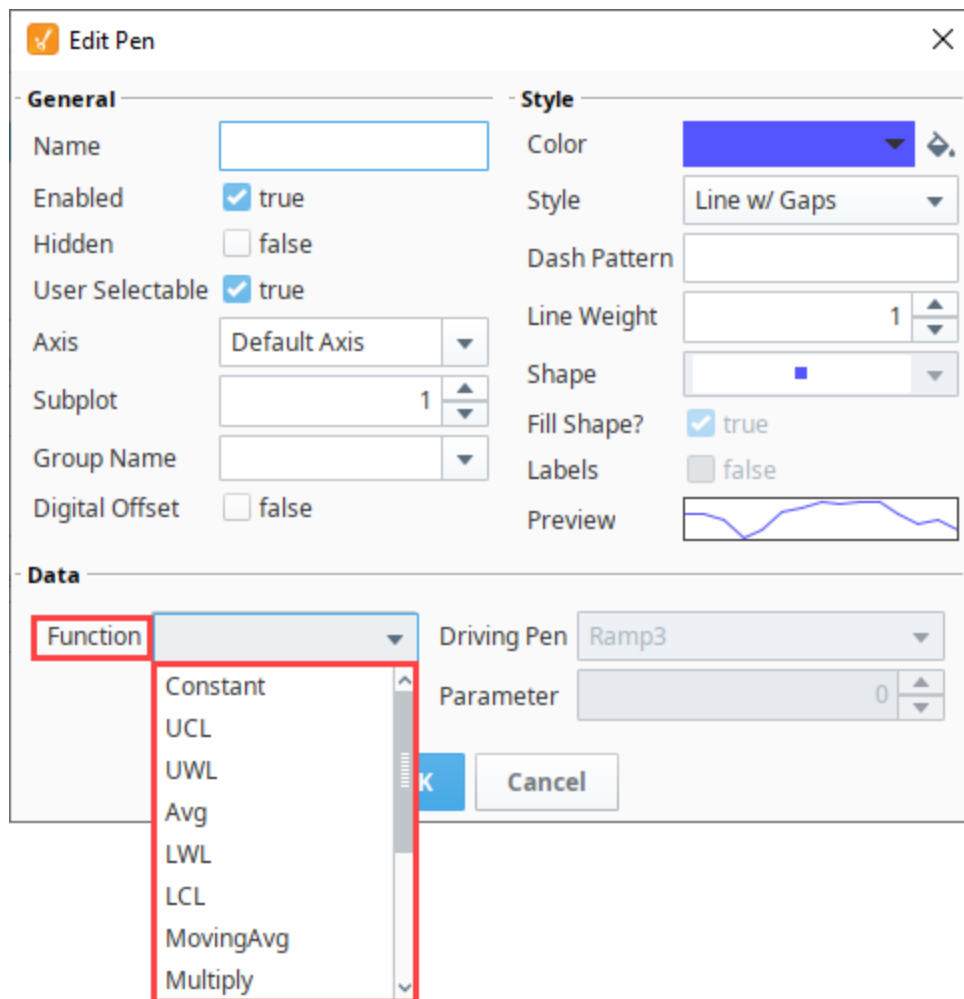 Edit Pen
General
Name
Enabled true
Hidden false
User Selectable true
Axis Default Axis
Subplot 1
Group Name
Digital Offset false
Style
Color
Style Line w/ Gaps
Dash Pattern
Line Weight 1
Shape
Fill Shape? true
Labels false
Preview
Data
Function
Driving Pen Ramp3
Parameter 0
Constant
UCL
UWL
Avg
LWL
LCL
MovingAvg
Multiply
K
Cancel